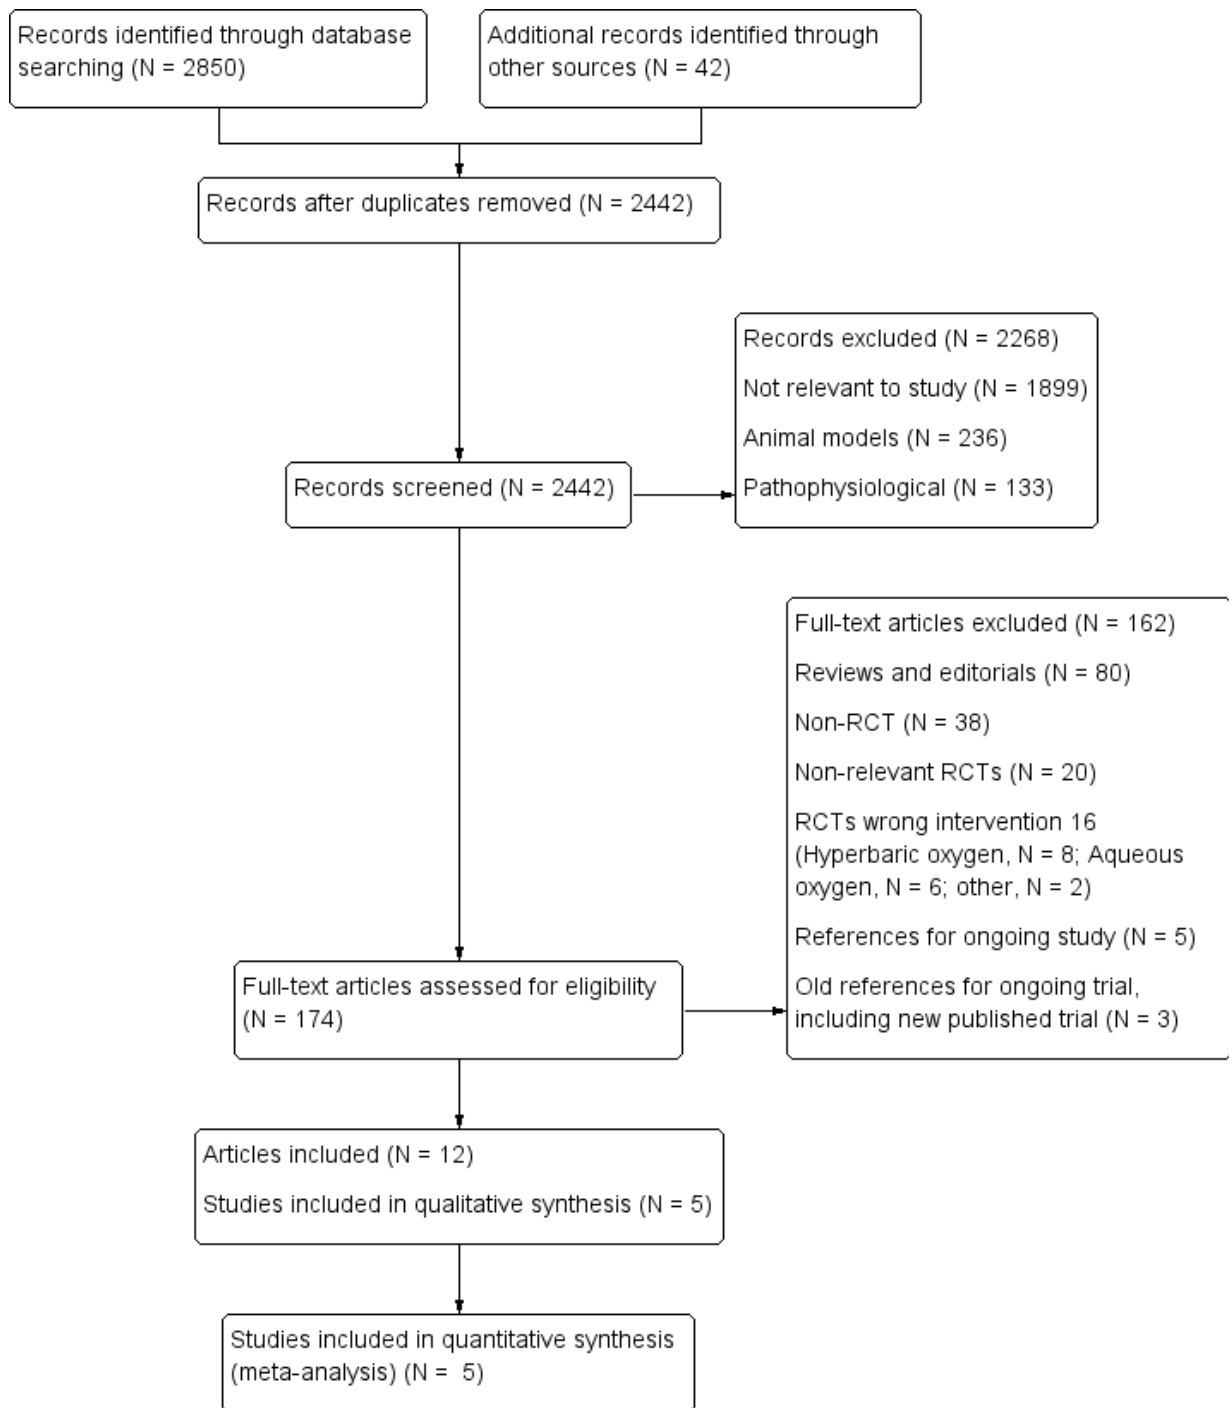 Records identified through database
searching (N = 2850)
Additional records identified through
other sources (N = 42)
Records after duplicates removed (N = 2442)
Records excluded (N = 2268)
Not relevant to study (N = 1899)
Animal models (N = 236)
Pathophysiological (N = 133)
Records screened (N = 2442)
Full-text articles excluded (N = 162)
Reviews and editorials (N = 80)
Non-RCT (N = 38)
Non-relevant RCTs (N = 20)
RCTs wrong intervention 16
(Hyperbaric oxygen, N = 8; Aqueous
oxygen, N = 6; other, N = 2)
References for ongoing study (N = 5)
Old references for ongoing trial,
including new published trial (N = 3)
Full-text articles assessed for eligibility
(N = 174)
Articles included (N = 12)
Studies included in qualitative synthesis (N = 5)
Studies included in quantitative synthesis
(meta-analysis) (N =  5)